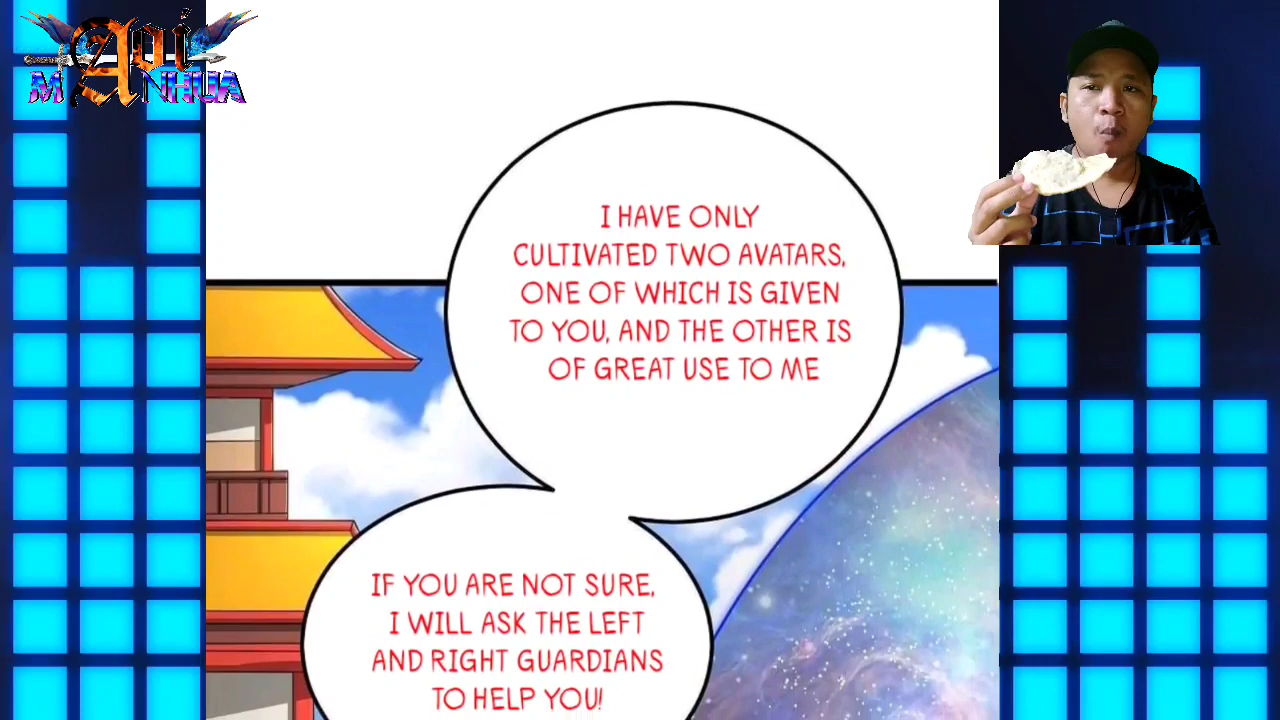 Aoi
MANHUA
I HAVE ONLY
CULTIVATED TWO AVATARS,
ONE OF WHICH IS GIVEN
TO YOU, AND THE OTHER IS
OF GREAT USE TO ME
IF YOU ARE NOT SURE,
I WILL ASK THE LEFT
AND RIGHT GUARDIANS
TO HELP YOU!